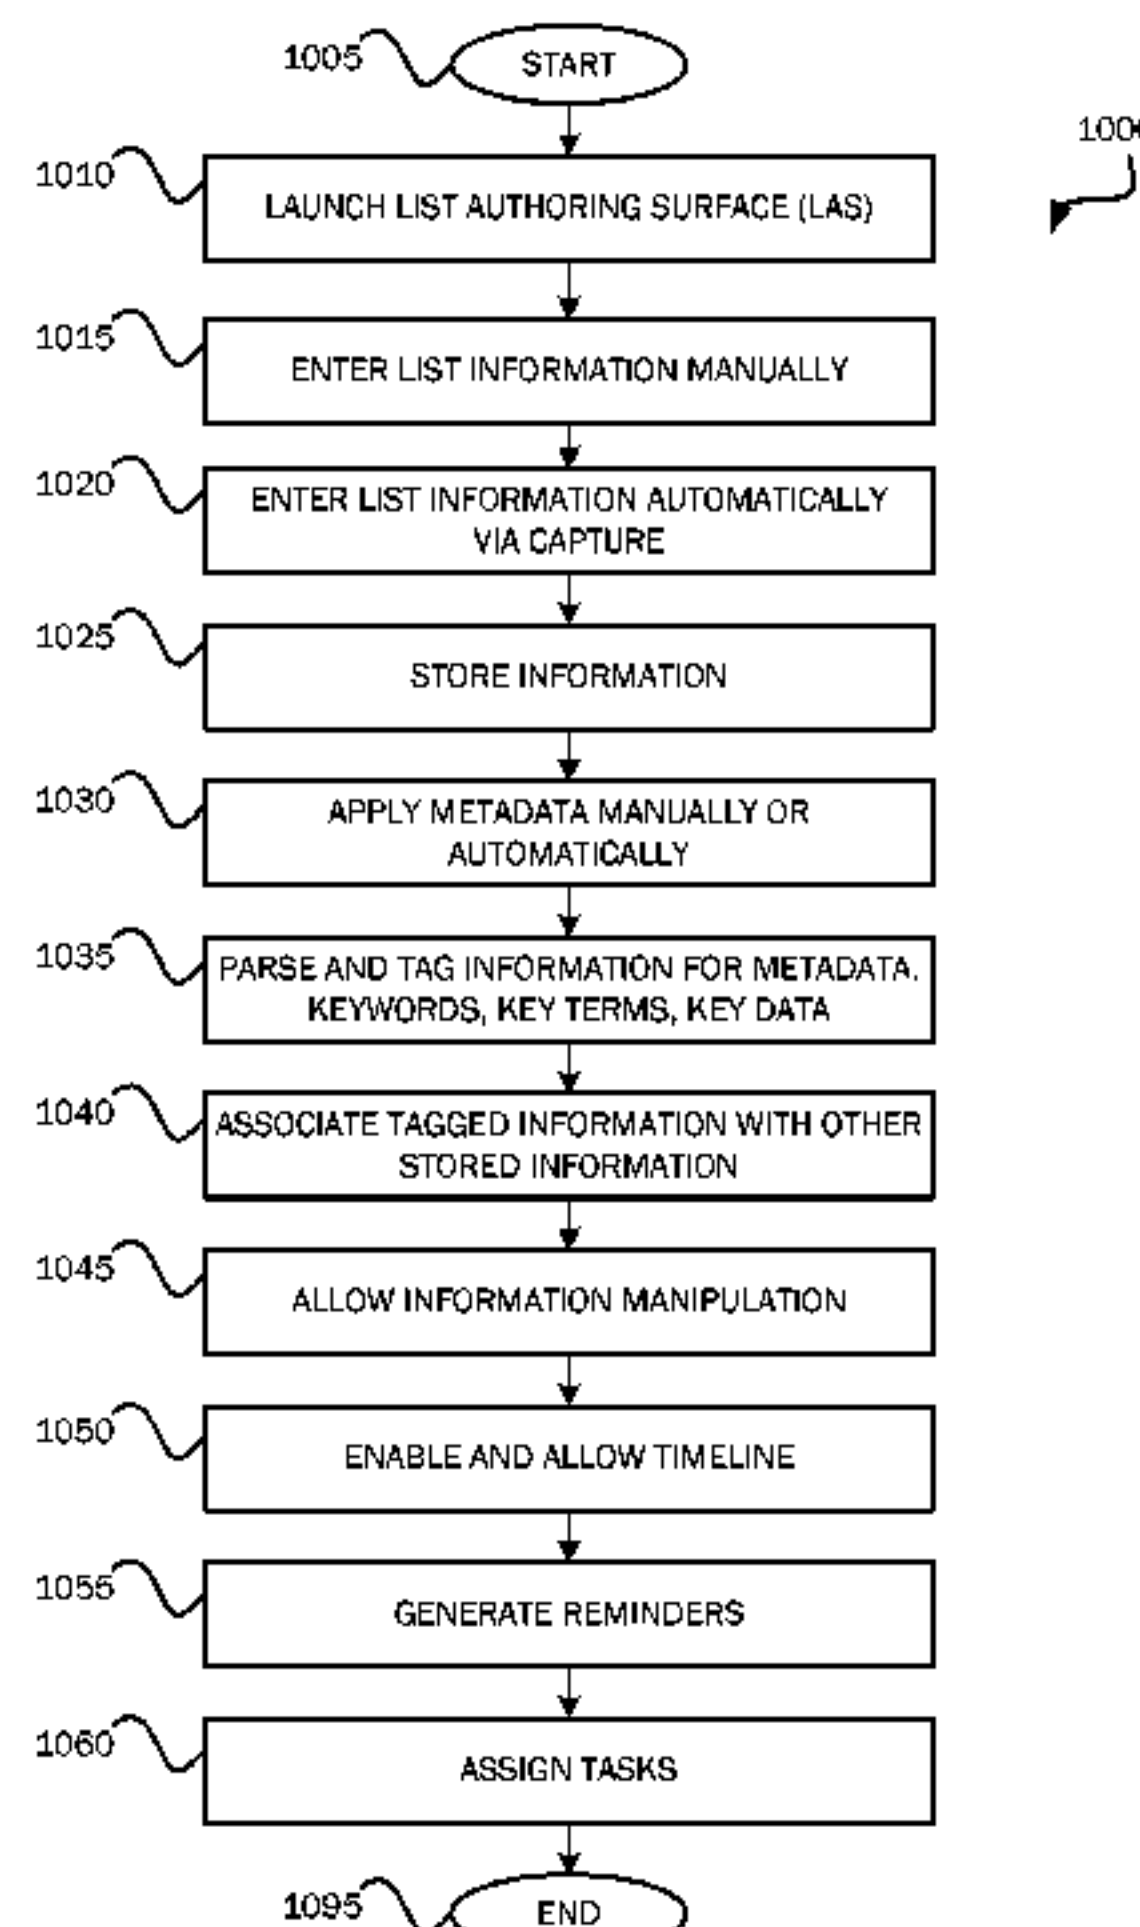 1005
START
100
1010
LAUNCH LIST AUTHORING SURFACE (LAS)
1015
ENTER LIST INFORMATION MANUALLY
1020
ENTER LIST INFORMATION AUTOMATICALLY
VIA CAPTURE
1025
STORE INFORMATION
1030
APPLY METADATA MANUALLY OR
AUTOMATICALLY
1035
PARSE AND TAG INFORMATION FOR METADATA.
KEYWORDS, KEY TERMS, KEY DATA
1040
ASSOCIATE TAGGED INFORMATION WITH OTHER
STORED INFORMATION
1045
ALLOW INFORMATION MANIPULATION
1050
ENABLE AND ALLOW TIMELINE
1055
GENERATE REMINDERS
1060
ASSIGN TASKS
1095
END